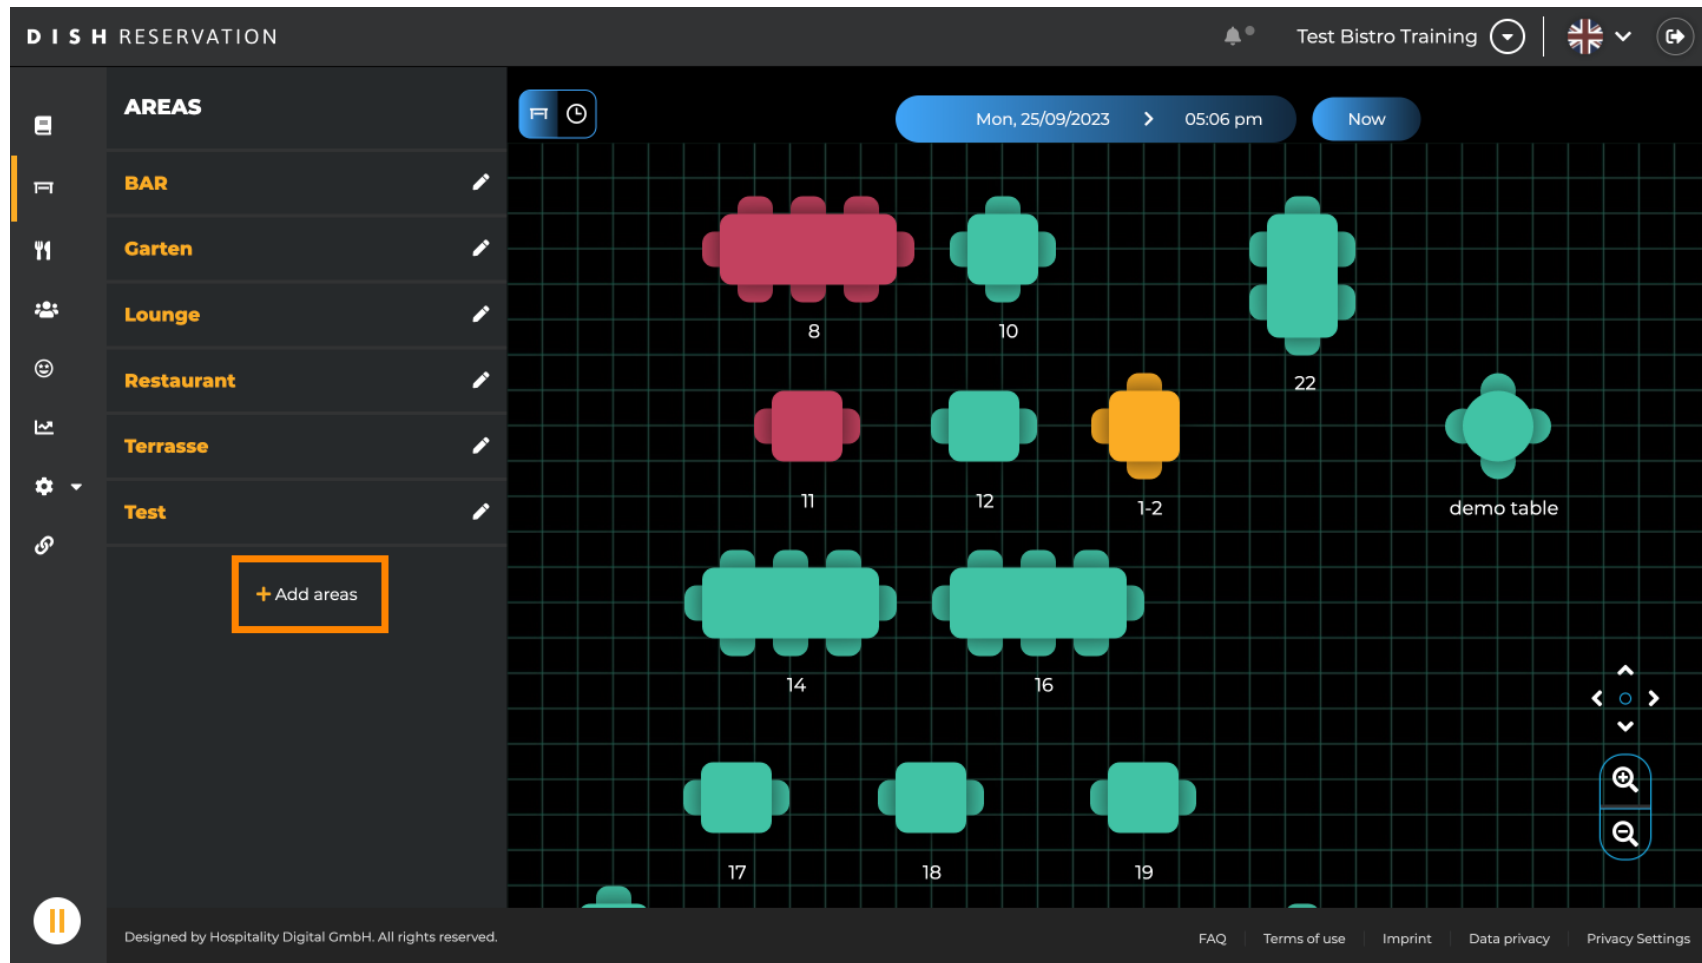 DISH RESERVATION
Test Bistro Training
AREAS
Mon, 25/09/2023
05:06 pm
Now
BAR
Garten
Lounge
Restaurant
Terrasse
Test
+ Add areas
8
10
22
11
12
1-2
demo table
14
16
17
18
19
Designed by Hospitality Digital GmbH. All rights reserved.
FAQ
Terms of use
Imprint
Data privacy
Privacy Settings